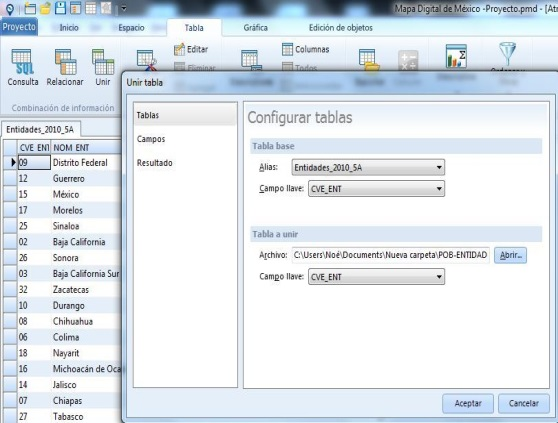 Mapa Digital de México -Proyecto.pmd - [Atr
Proyecto Inicio Espacio Tabla Gráfica Edición de objetos
Editar Columnas
Eliminar Todos
Consulta Relacionar Unir
Combinación de información
Entidades_2010_5A
CVE_ENT NOM_ENT
09 Distrito Federal
12 Guerrero
15 México
17 Morelos
25 Sinaloa
02 Baja California
26 Sonora
03 Baja California Sur
32 Zacatecas
10 Durango
08 Chihuahua
06 Colima
18 Nayarit
16 Michoacán de Oca
14 Jalisco
07 Chiapas
27 Tabasco
Unir tabla
Tablas
Campos
Resultado
Configurar tablas
Tabla base
Alias: Entidades_2010_5A
Campo llave: CVE_ENT
Tabla a unir
Archivo: C:\Users\Noé\Documents\Nueva carpeta\POB-ENTIDAD Abrir...
Campo llave: CVE_ENT
Aceptar Cancelar